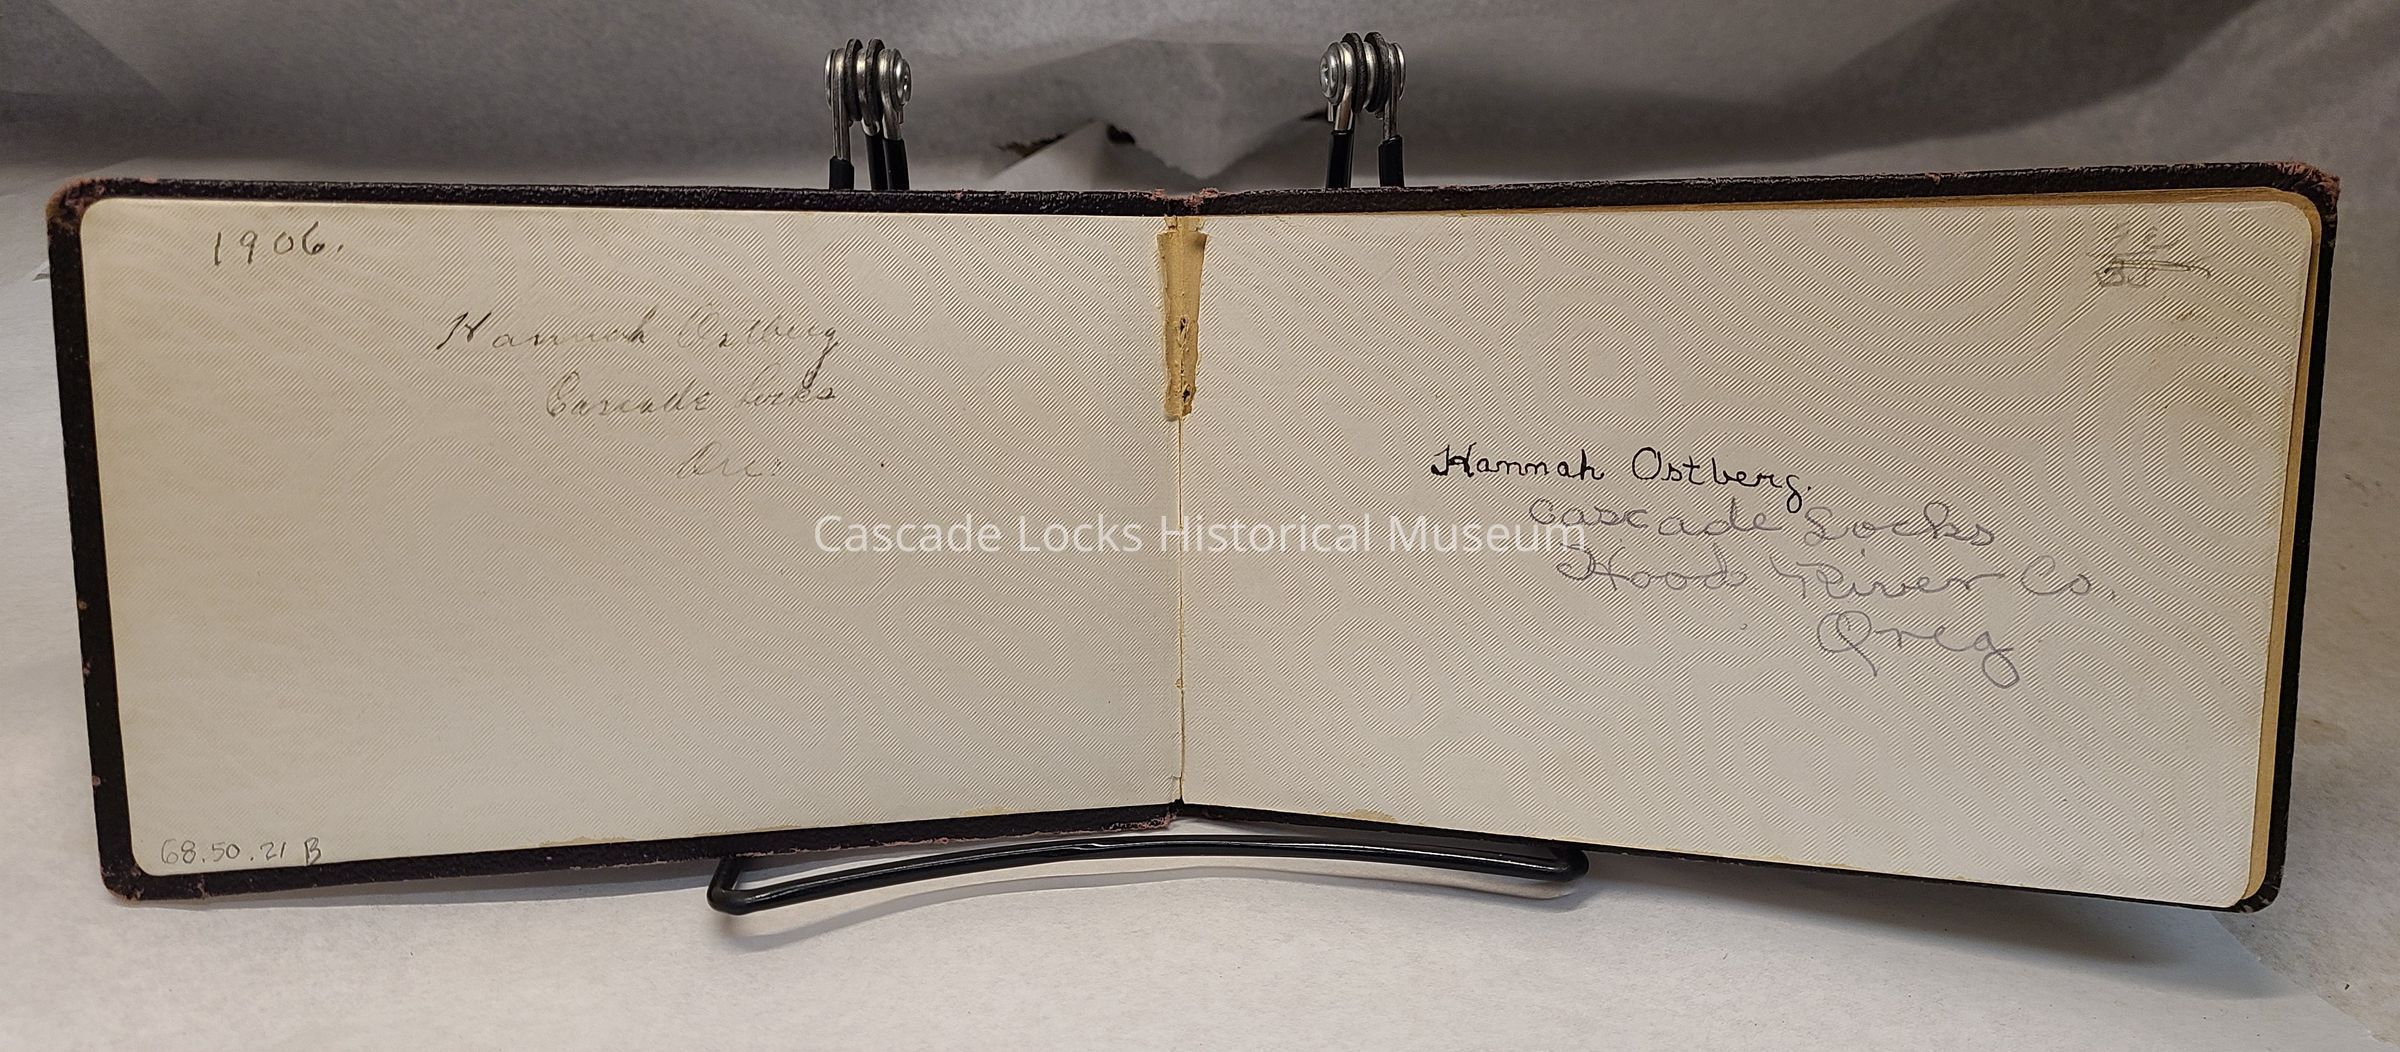 1906.
Hannah Ostberg
Cascade Locks
Ore.
68.50.21 B
Hannah Ostberg.
Cascade Locks
Hood River Co.
Oreg
Cascade Locks Historical Museum